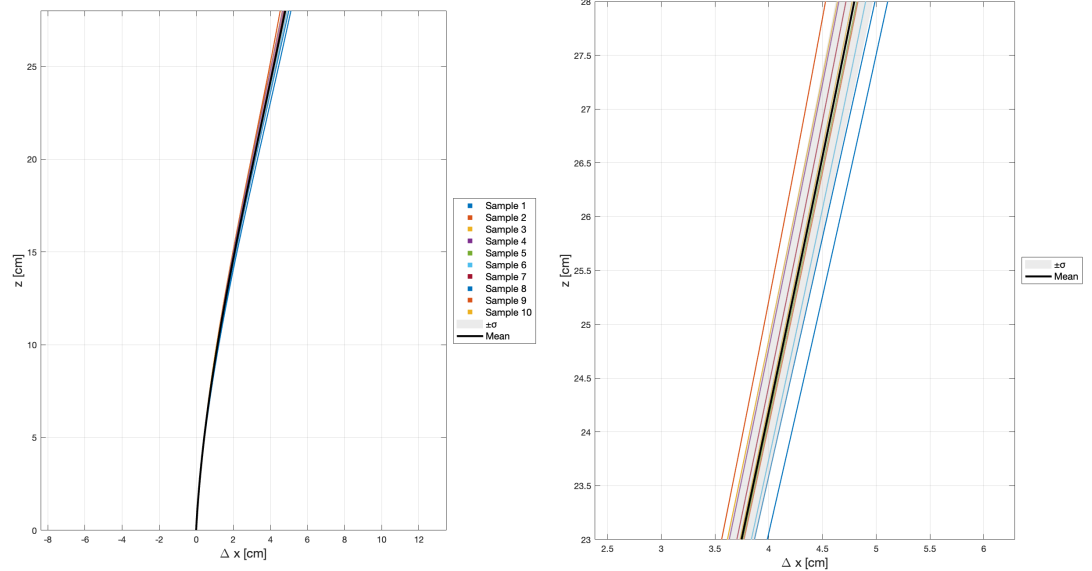 25
20
15
10
5
0
z [cm]
-8
-6
-4
-2
0
2
4
6
8
10
12
Δ x [cm]
Sample 1
Sample 2
Sample 3
Sample 4
Sample 5
Sample 6
Sample 7
Sample 8
Sample 9
Sample 10
±σ
Mean
28
27.5
27
26.5
26
25.5
25
24.5
24
23.5
23
z [cm]
2.5
3
3.5
4
4.5
5
5.5
6
Δ x [cm]
±σ
Mean